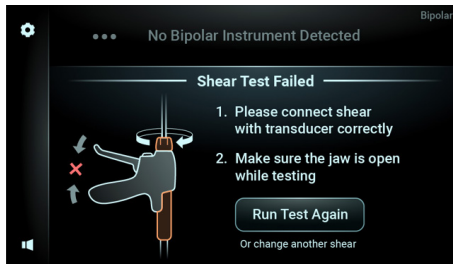 Bipolar
No Bipolar Instrument Detected
Shear Test Failed
1. Please connect shear
with transducer correctly
2. Make sure the jaw is open
while testing
Run Test Again
Or change another shear